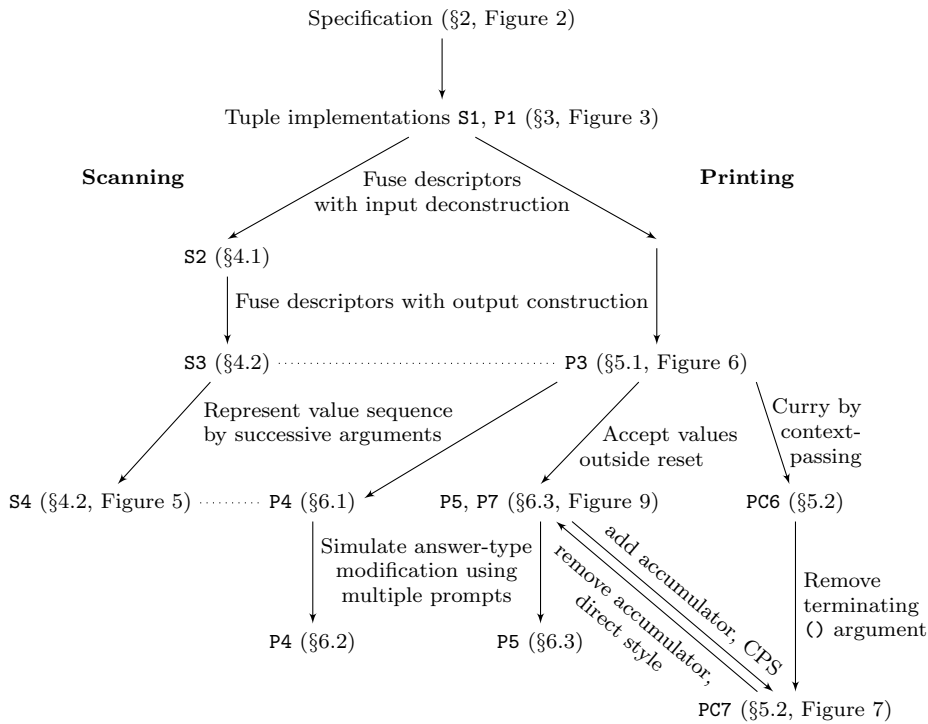 Specification (§2, Figure 2)
Tuple implementations S1, P1 (§3, Figure 3)
Scanning
Fuse descriptors
with input deconstruction
Printing
S2 (§4.1)
Fuse descriptors with output construction
S3 (§4.2)
P3 (§5.1, Figure 6)
Represent value sequence
by successive arguments
Accept values
outside reset
Curry by
context-
passing
S4 (§4.2, Figure 5)
P4 (§6.1)
P5, P7 (§6.3, Figure 9)
PC6 (§5.2)
Simulate answer-type
modification using
multiple prompts
add accumulator, CPS
remove accumulator,
direct style
Remove
terminating
() argument
P4 (§6.2)
P5 (§6.3)
PC7 (§5.2, Figure 7)